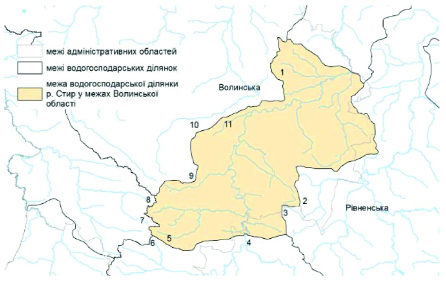 межі адміністративних областей
межі водогосподарських ділянок
межа водогосподарської ділянки
р. Стир у межах Волинської
області
Волинська
1
10
11
9
8
7
6
5
4
3
2
Рівненська